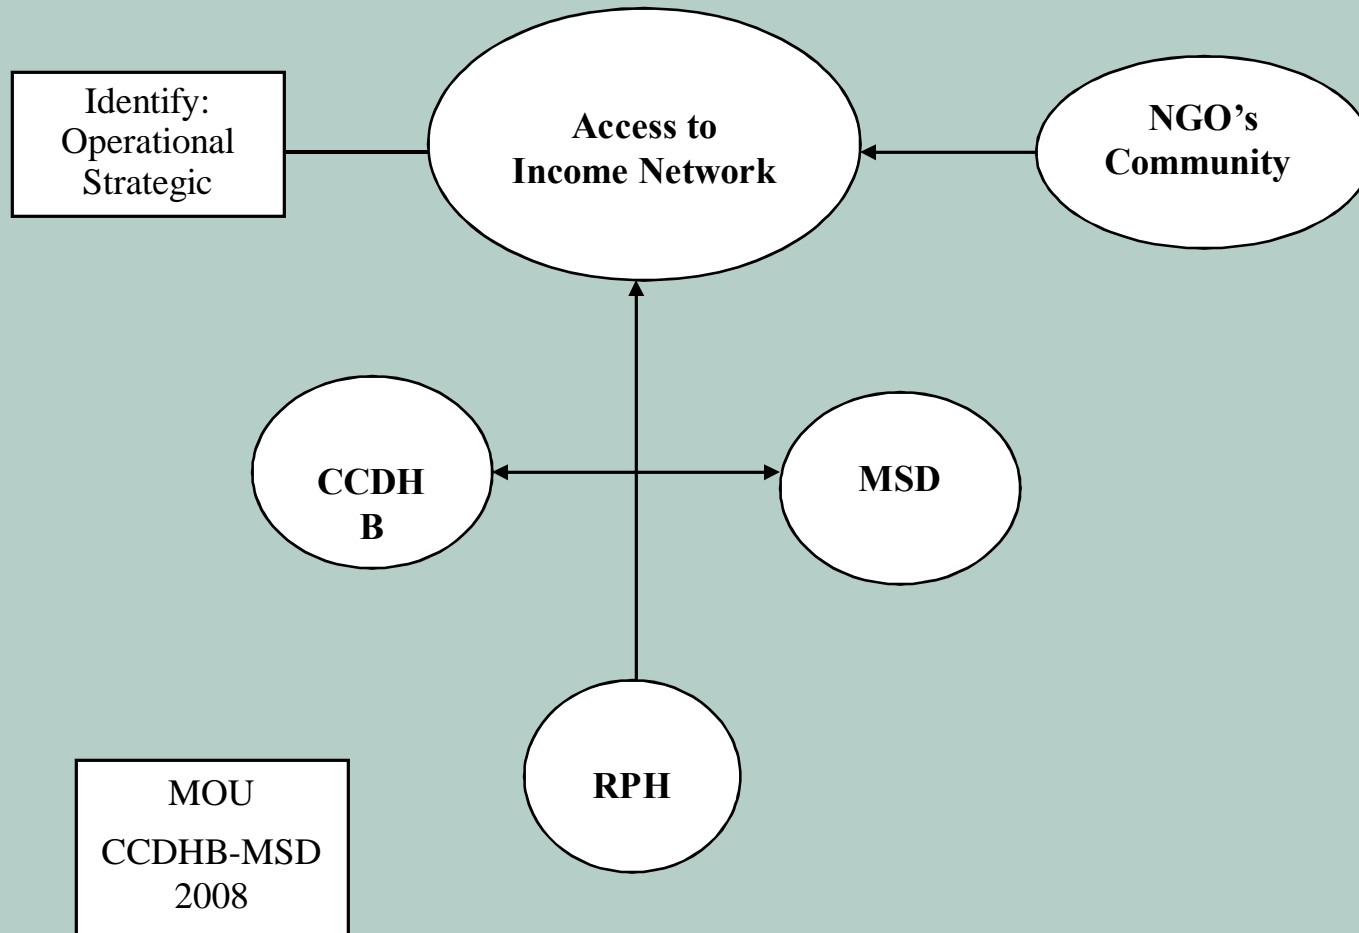 Identify:
Operational
Strategic
Access to
Income Network
NGO’s
Community
CCDH
B
MSD
RPH
MOU
CCDHB-MSD
2008